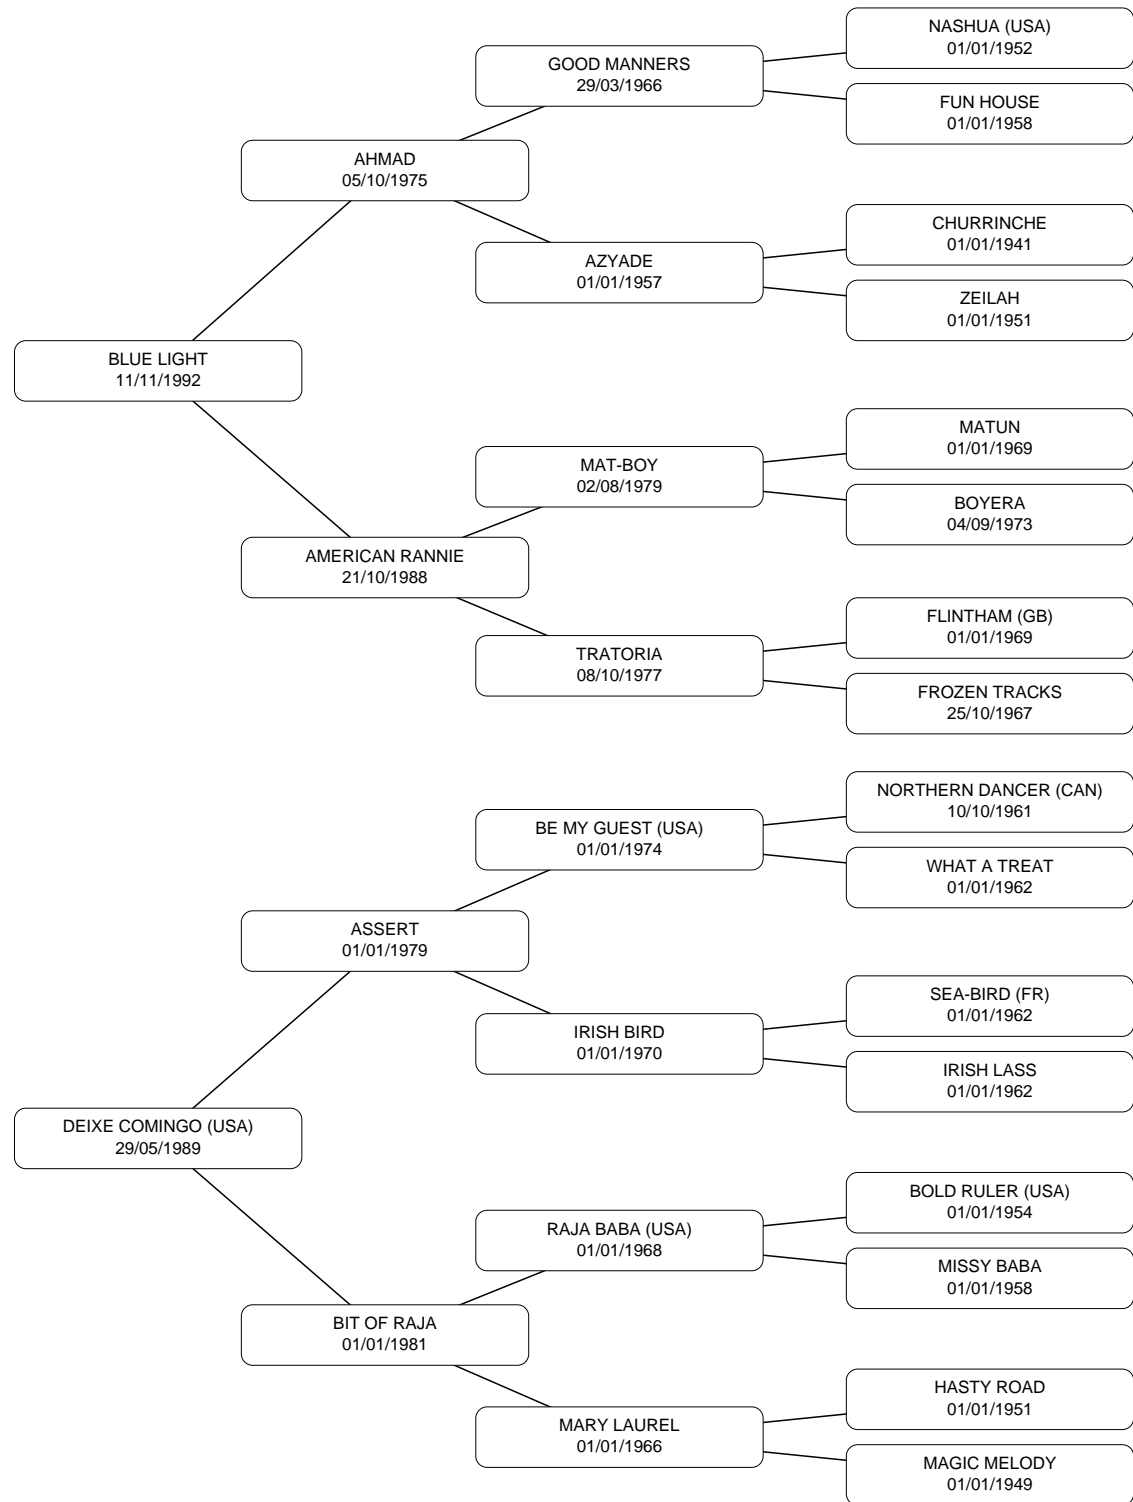 NASHUA (USA)
01/01/1952
GOOD MANNERS
29/03/1966
FUN HOUSE
01/01/1958
AHMAD
05/10/1975
CHURRINCHE
01/01/1941
AZYADE
01/01/1957
ZEILAH
01/01/1951
BLUE LIGHT
11/11/1992
MATUN
01/01/1969
MAT-BOY
02/08/1979
BOYERA
04/09/1973
AMERICAN RANNIE
21/10/1988
FLINTHAM (GB)
01/01/1969
TRATORIA
08/10/1977
FROZEN TRACKS
25/10/1967
NORTHERN DANCER (CAN)
10/10/1961
BE MY GUEST (USA)
01/01/1974
WHAT A TREAT
01/01/1962
ASSERT
01/01/1979
SEA-BIRD (FR)
01/01/1962
IRISH BIRD
01/01/1970
IRISH LASS
01/01/1962
DEIXE COMINGO (USA)
29/05/1989
BOLD RULER (USA)
01/01/1954
RAJA BABA (USA)
01/01/1968
MISSY BABA
01/01/1958
BIT OF RAJA
01/01/1981
HASTY ROAD
01/01/1951
MARY LAUREL
01/01/1966
MAGIC MELODY
01/01/1949